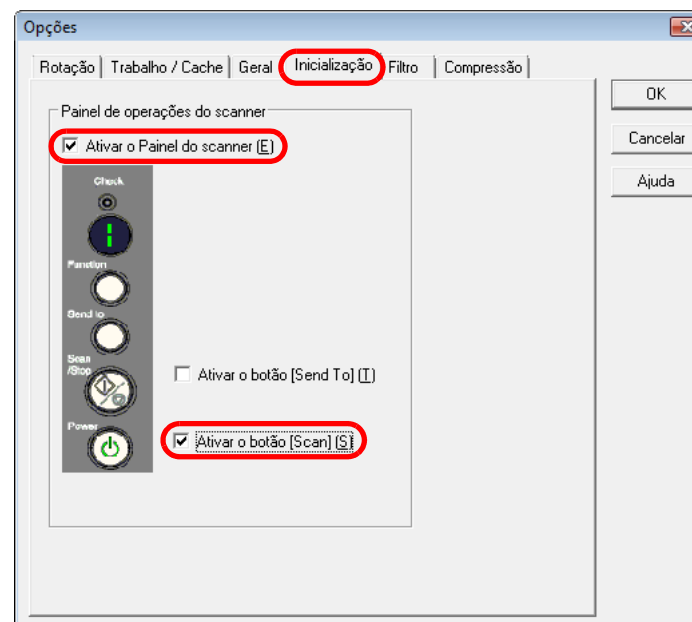 Opções
Rotação Trabalho / Cache Geral Inicialização Filtro Compressão
OK
Cancelar
Ajuda
Painel de operações do scanner
Ativar o Painel do scanner (E)
Check
Function
Send to
Scan
/Stop
Ativar o botão [Send To] (T)
Power
Ativar o botão [Scan] (S)